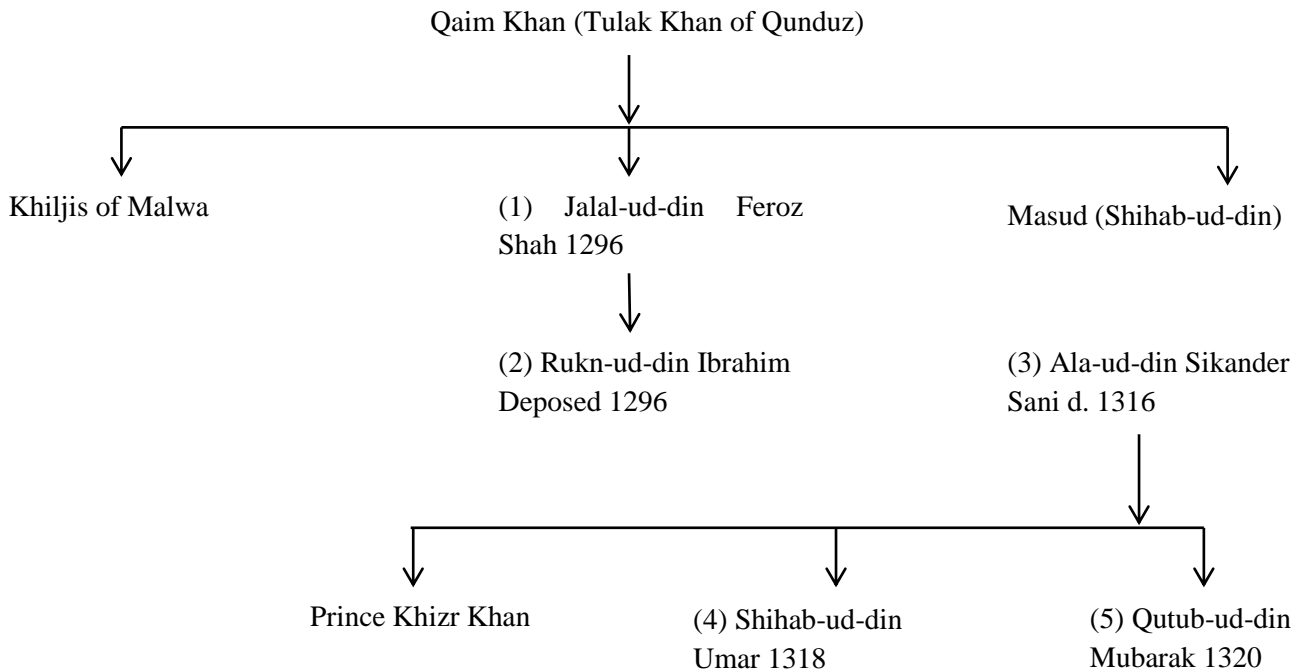 Qaim Khan (Tulak Khan of Qunduz)
Khiljis of Malwa
(1) Jalal-ud-din Feroz
Shah 1296
Masud (Shihab-ud-din)
(2) Rukn-ud-din Ibrahim
Deposed 1296
(3) Ala-ud-din Sikander
Sani d. 1316
Prince Khizr Khan
(4) Shihab-ud-din
Umar 1318
(5) Qutub-ud-din
Mubarak 1320